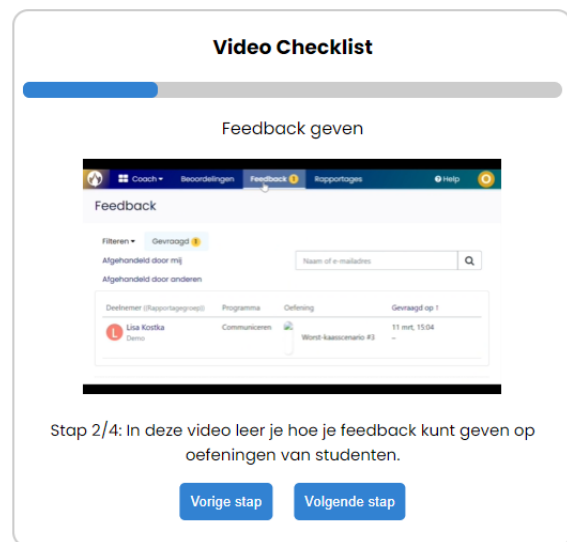 Video Checklist
Feedback geven
Coach Beoordelingen Feedback 1 Rapportages Help O
Feedback
Filteren Gevraagd 1
Afgehandeld door mij
Naam of e-mailadres
Afgehandeld door anderen
Deelnemer ((Rapportagegroep)) Programma Oefening Gevraagd op ↑
L Lisa Kostka Communiceren Worst-kaasscenario #3 11 mrt, 15:04
Demo –
Stap 2/4: In deze video leer je hoe je feedback kunt geven op
oefeningen van studenten.
Vorige stap Volgende stap